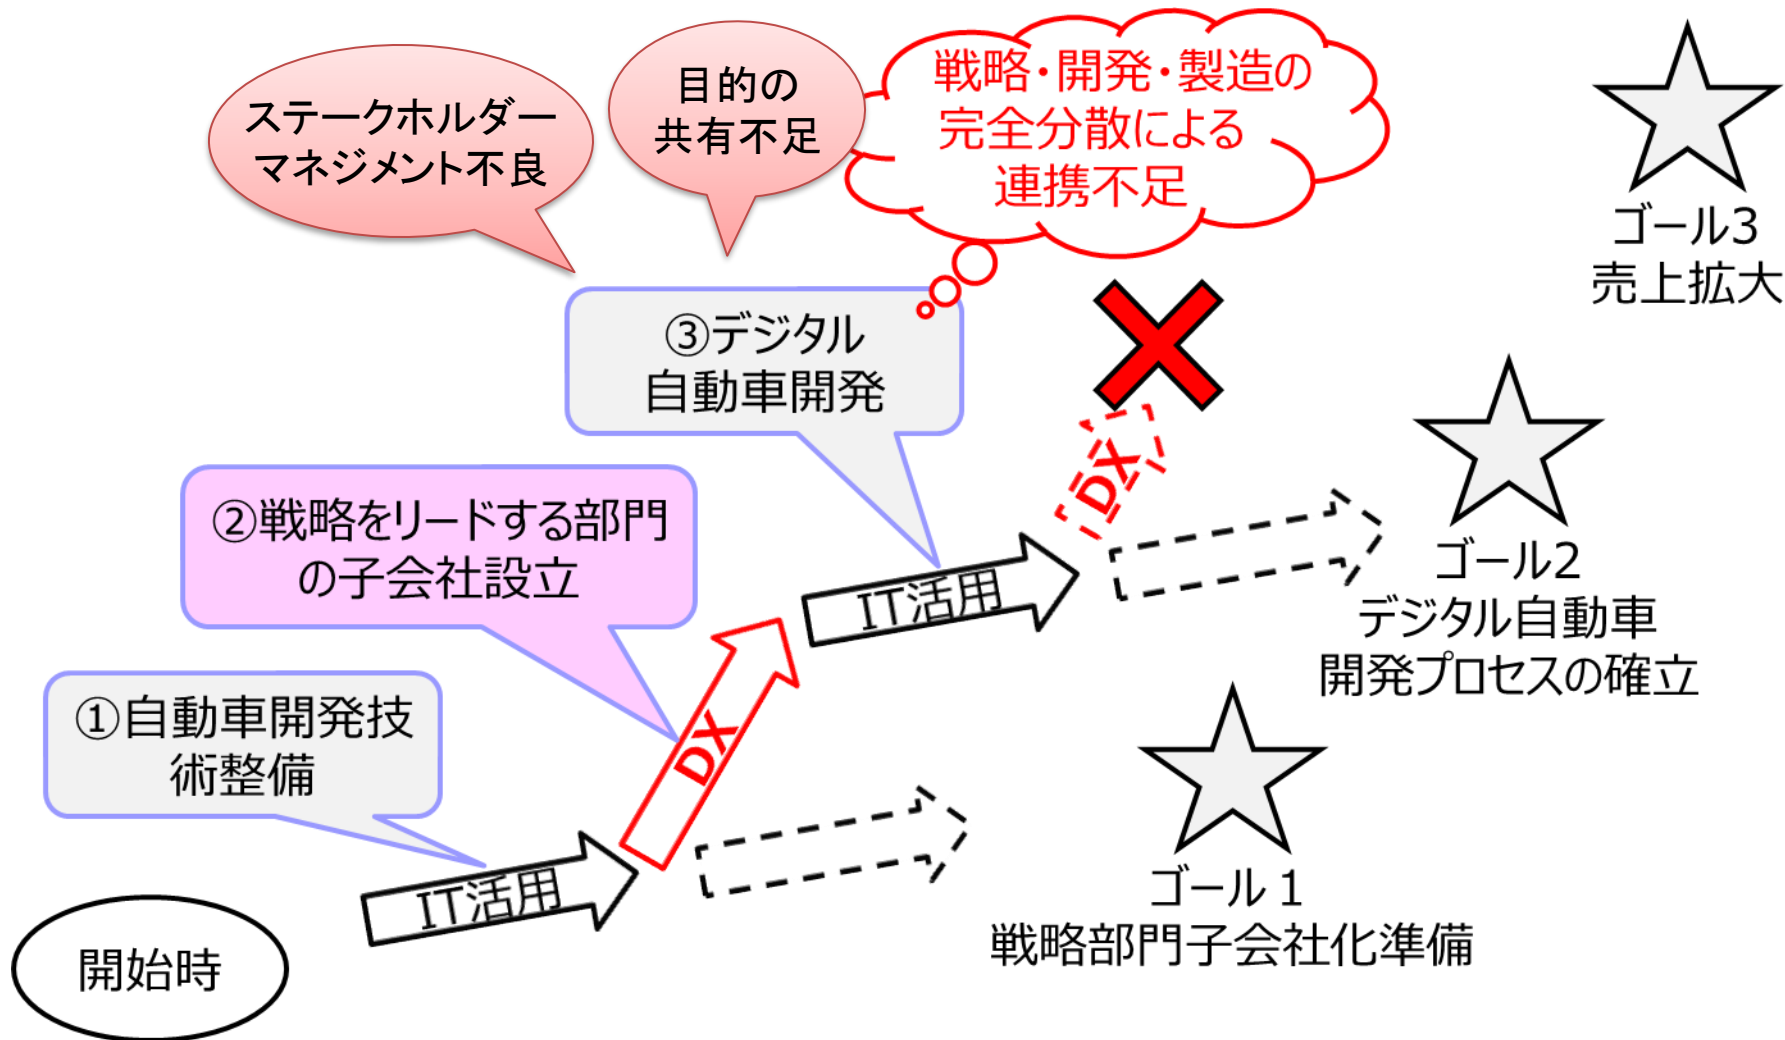 ステークホルダー
マネジメント不良
目的の
共有不足
戦略・開発・製造の
完全分散による
連携不足
ゴール3
売上拡大
③デジタル
自動車開発
DX
②戦略をリードする部門
の子会社設立
IT活用
ゴール2
デジタル自動車
開発プロセスの確立
①自動車開発技
術整備
DX
IT活用
ゴール１
戦略部門子会社化準備
開始時